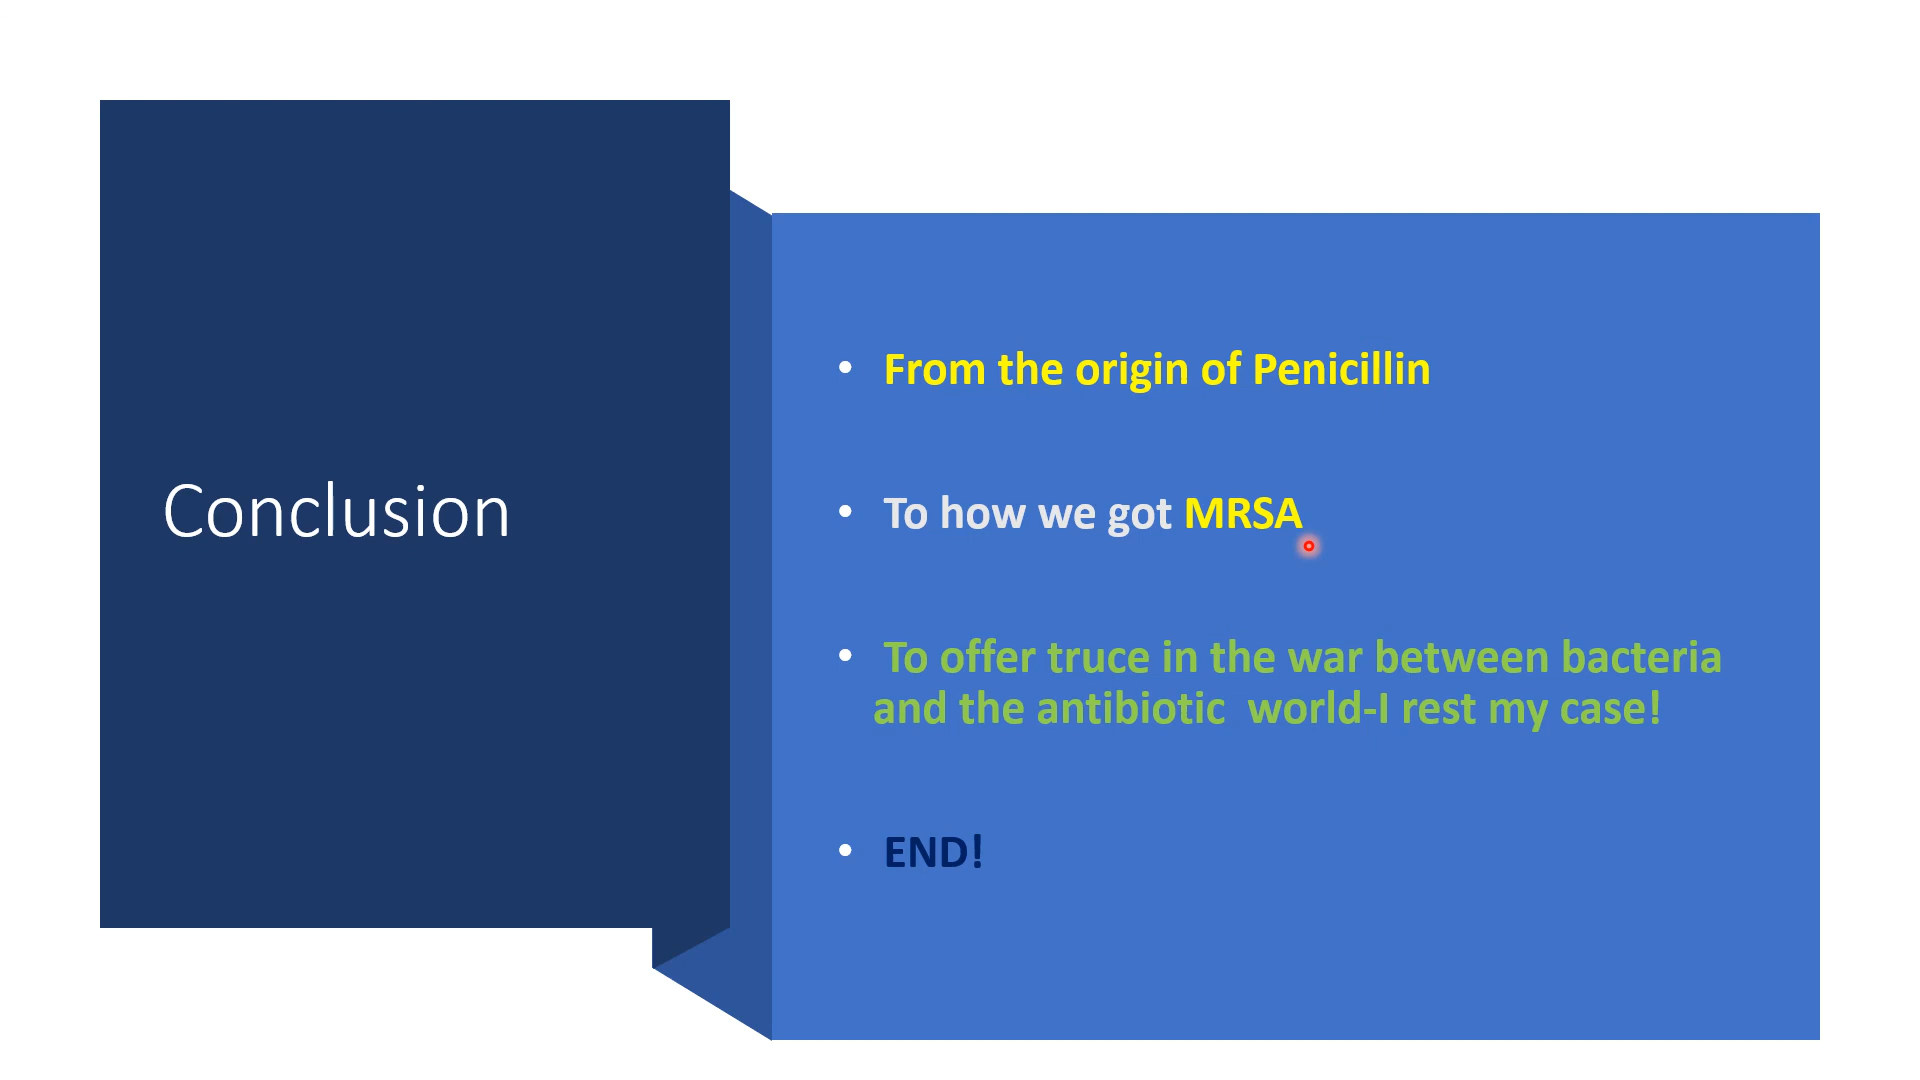 Conclusion
• From the origin of Penicillin
• To how we got MRSA
• To offer truce in the war between bacteria
and the antibiotic  world-I rest my case!
• END!